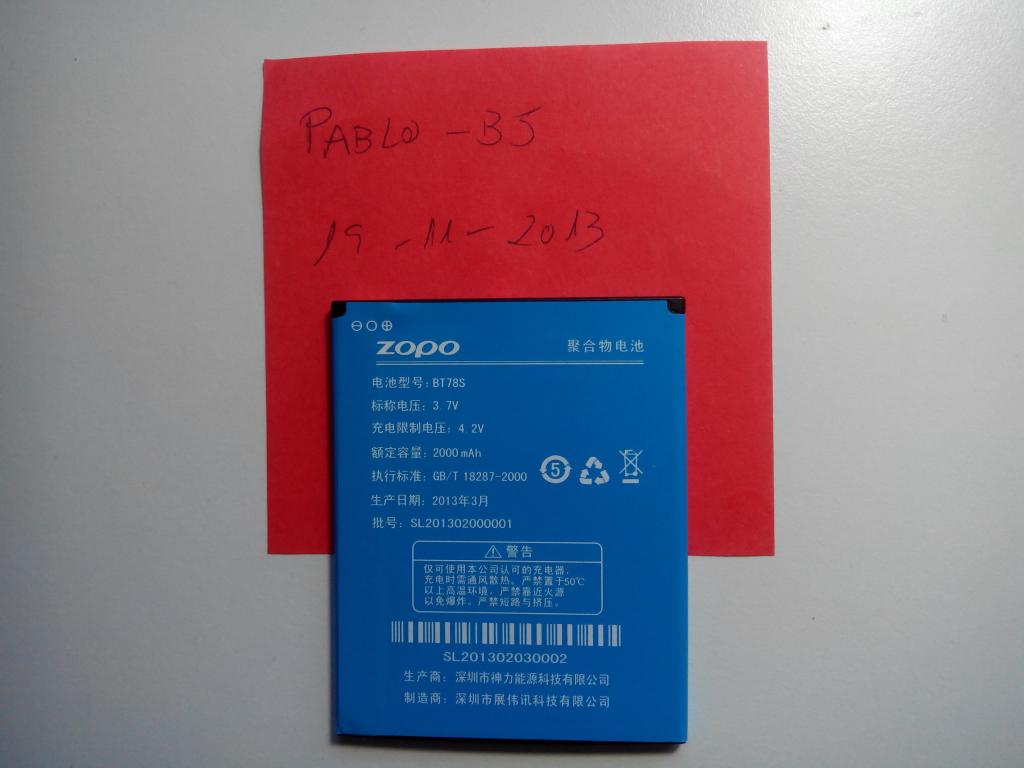 PABLO - B5
19 - 11 - 2013
zopo
聚合物电池
电池型号: BT78S
标称电压: 3.7V
充电限制电压: 4.2V
额定容量: 2000mAh
执行标准: GB/T 18287-2000
5
生产日期: 2013年3月
批号: SL201302000001
警告
仅可使用本公司认可的充电器,
充电时需通风散热。严禁置于50℃
以上高温环境，严禁靠近火源
以免爆炸。严禁短路与挤压。
SL201302030002
生产商: 深圳市神力能源科技有限公司
制造商: 深圳市展伟讯科技有限公司